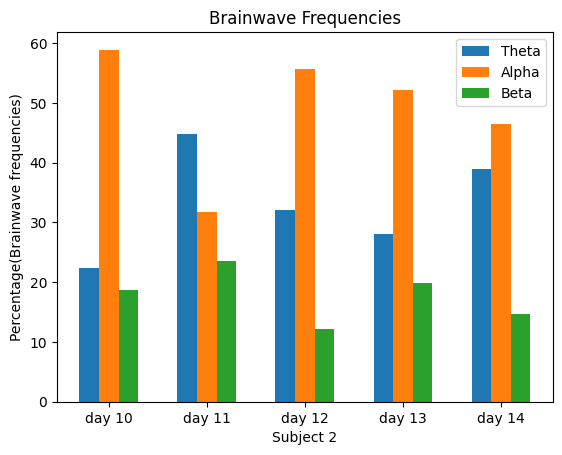 Brainwave Frequencies
Theta
Alpha
Beta
Percentage(Brainwave frequencies)
60
50
40
30
20
10
0
day 10 day 11 day 12 day 13 day 14
Subject 2